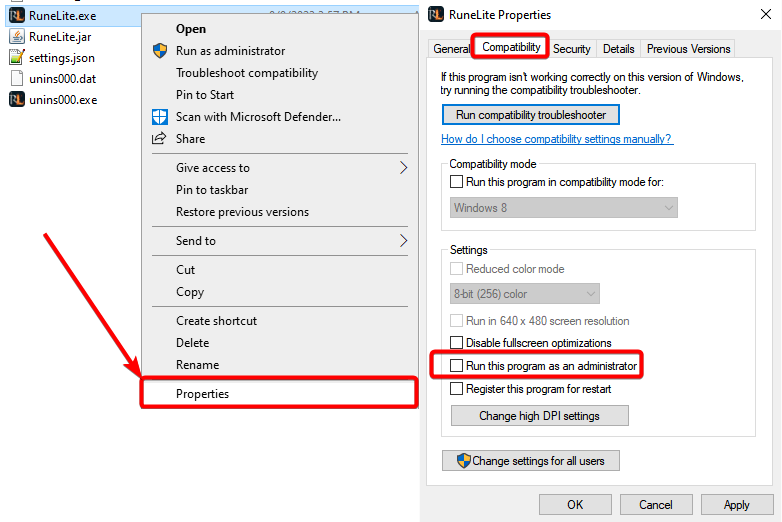 RuneLite.exe
RuneLite.jar
settings.json
unins000.dat
unins000.exe
Open
Run as administrator
Troubleshoot compatibility
Pin to Start
Scan with Microsoft Defender...
Share
Give access to
Pin to taskbar
Restore previous versions
Send to
Cut
Copy
Create shortcut
Delete
Rename
Properties
RuneLite Properties
General Compatibility Security Details Previous Versions
If this program isn't working correctly on this version of Windows,
try running the compatibility troubleshooter.
Run compatibility troubleshooter
How do I choose compatibility settings manually?
Compatibility mode
Run this program in compatibility mode for:
Windows 8
Settings
Reduced color mode
8-bit (256) color
Run in 640 x 480 screen resolution
Disable fullscreen optimizations
Run this program as an administrator
Register this program for restart
Change high DPI settings
Change settings for all users
OK Cancel Apply